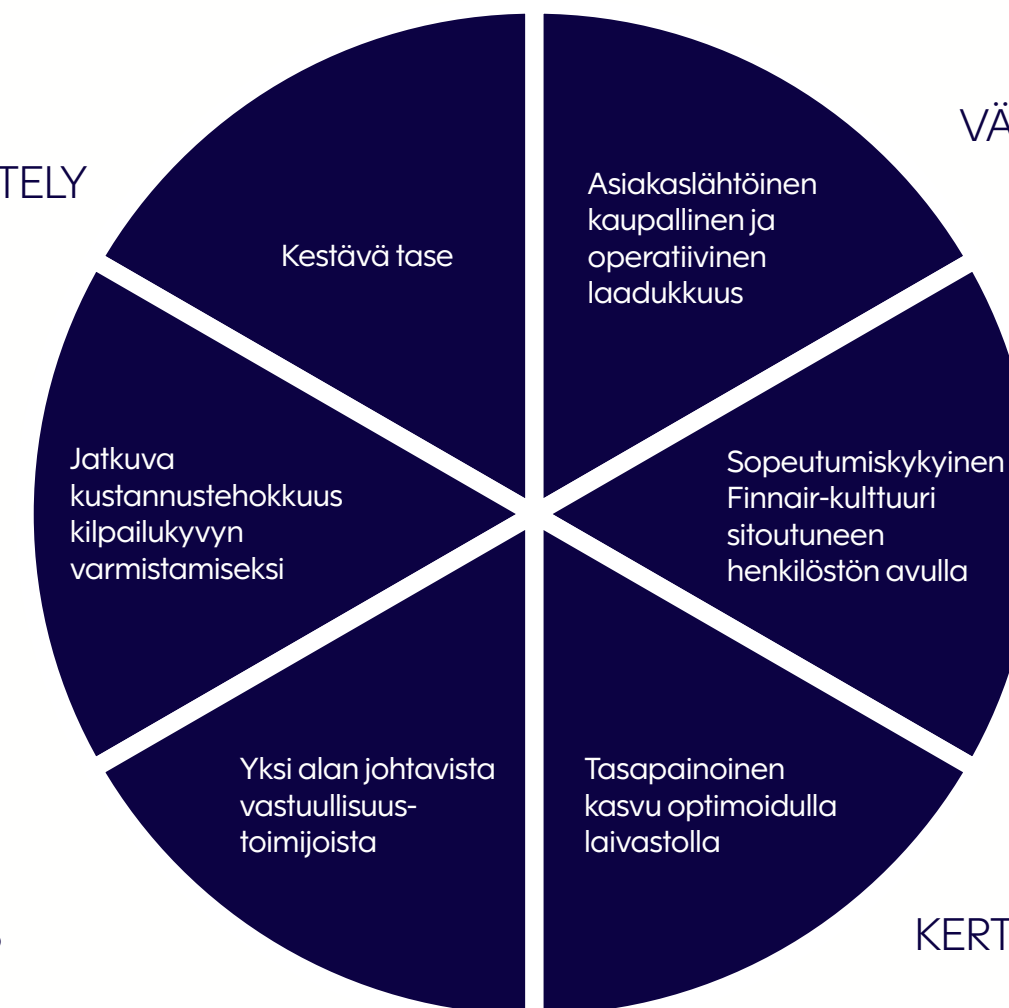 TELY
VÄ
Kestävä tase
Asiakaslähtöinen
kaupallinen ja
operatiivinen
laadukkuus
Jatkuva
kustannustehokkuus
kilpailukyvyn
varmistamiseksi
Sopeutumiskykyinen
Finnair-kulttuuri
sitoutuneen
henkilöstön avulla
Yksi alan johtavista
vastuullisuus-
toimijoista
Tasapainoinen
kasvu optimoidulla
laivastolla
KERT